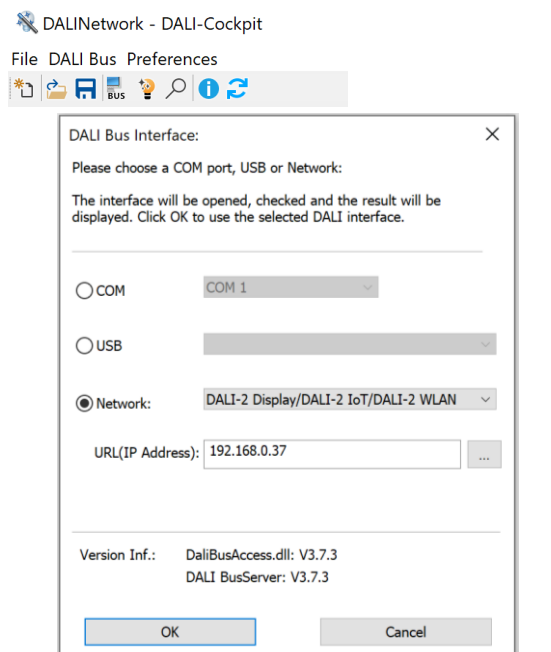 DALINetwork - DALI-Cockpit
File DALI Bus Preferences
BUS
DALI Bus Interface:
Please choose a COM port, USB or Network:
The interface will be opened, checked and the result will be
displayed. Click OK to use the selected DALI interface.
COM
COM 1
USB
Network:
DALI-2 Display/DALI-2 IoT/DALI-2 WLAN
URL(IP Address):
192.168.0.37
...
Version Inf.: DaliBusAccess.dll: V3.7.3
DALI BusServer: V3.7.3
OK
Cancel